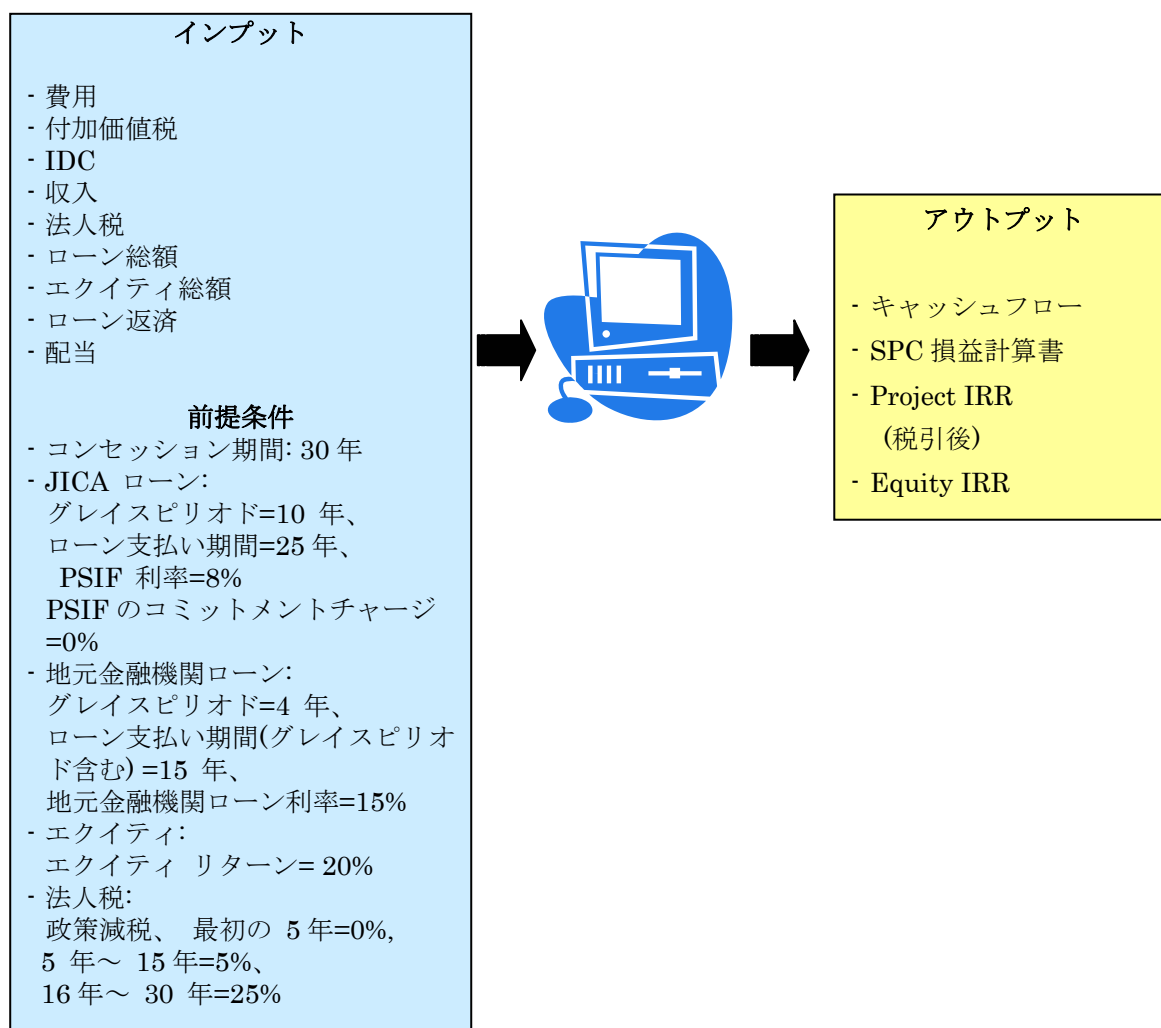 インプット
- 費用
- 付加価値税
- IDC
- 収入
- 法人税
- ローン総額
- エクイティ総額
- ローン返済
- 配当
前提条件
- コンセッション期間: 30 年
- JICA ローン:
グレイスピリオド=10 年、
ローン支払い期間=25 年、
PSIF 利率=8%
PSIF のコミットメントチャージ
=0%
- 地元金融機関ローン:
グレイスピリオド=4 年、
ローン支払い期間(グレイスピリオ
ド含む) =15 年、
地元金融機関ローン利率=15%
- エクイティ:
エクイティ リターン= 20%
- 法人税:
政策減税、 最初の 5 年=0%,
5 年～ 15 年=5%、
16 年～ 30 年=25%
アウトプット
- キャッシュフロー
- SPC 損益計算書
- Project IRR
(税引後)
- Equity IRR